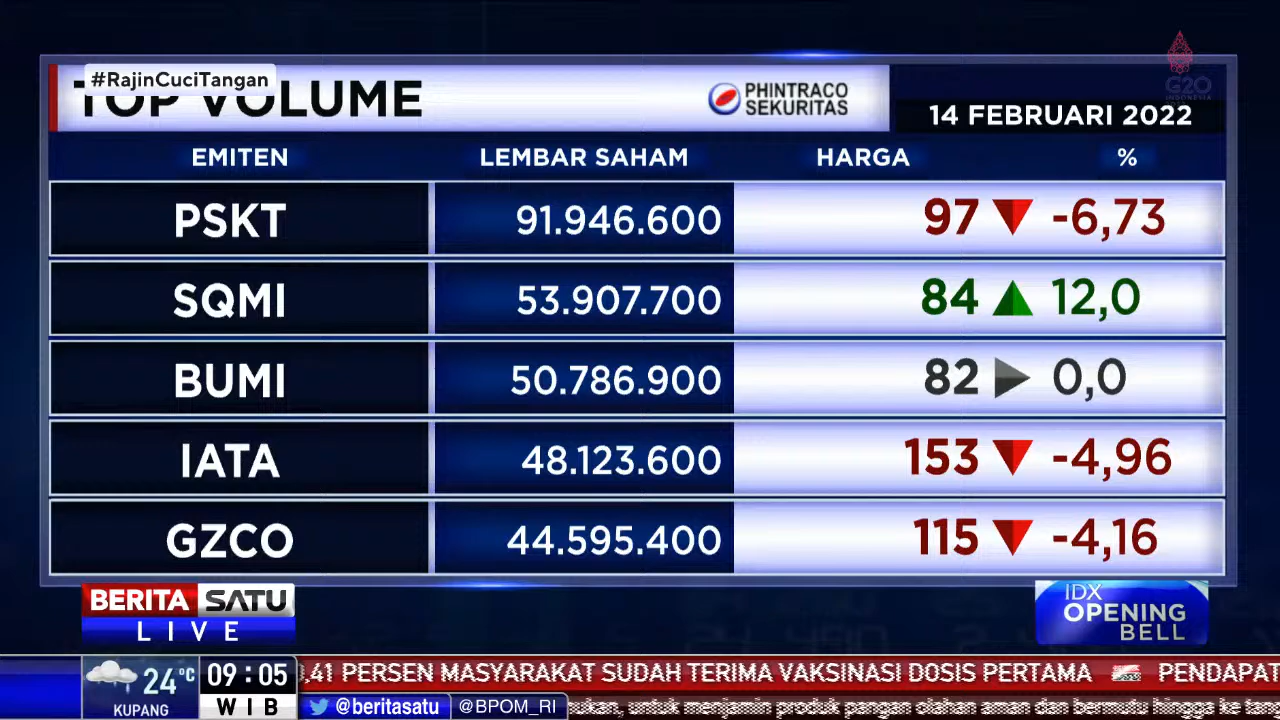 #RajinCuciTangan
TOP VOLUME
PHINTRACO
SEKURITAS
G20
INDONESIA
14 FEBRUARI 2022
EMITEN LEMBAR SAHAM HARGA %
PSKT 91.946.600 97 -6,73
SQMI 53.907.700 84 12,0
BUMI 50.786.900 82 0,0
IATA 48.123.600 153 -4,96
GZCO 44.595.400 115 -4,16
BERITA SATU
LIVE
IDX
OPENING
BELL
24°C
KUPANG
09:05
WIB
,41 PERSEN MASYARAKAT SUDAH TERIMA VAKSINASI DOSIS PERTAMA PENDAPAT
@beritasatu
@BPOM_RI
kan, untuk menjamin produk pangan olahan aman dan bermutu hingga ke tang